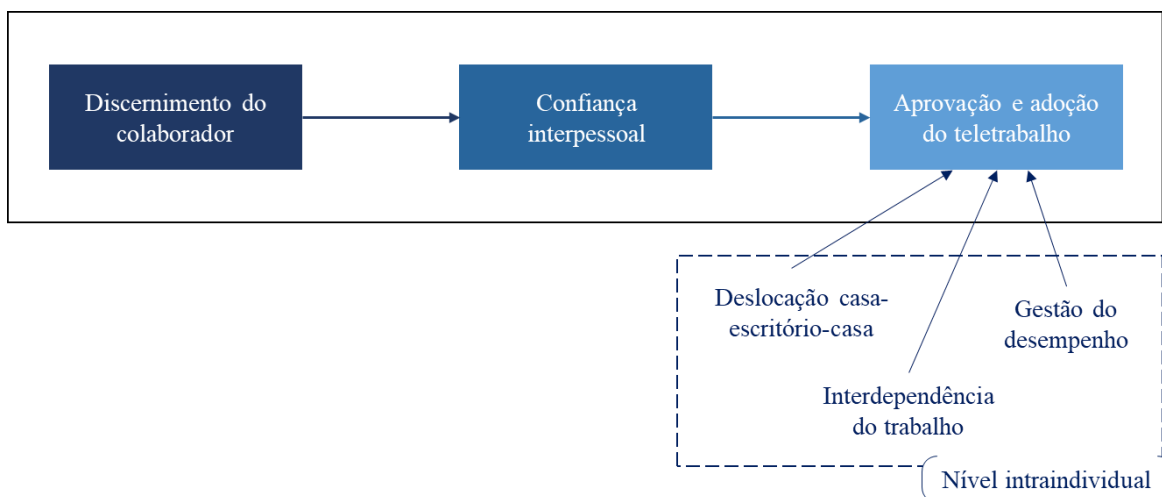 Discernimento do
colaborador
Confiança
interpessoal
Aprovação e adoção
do teletrabalho
Deslocação casa-
escritório-casa
Gestão do
desempenho
Interdependência
do trabalho
Nível intraindividual